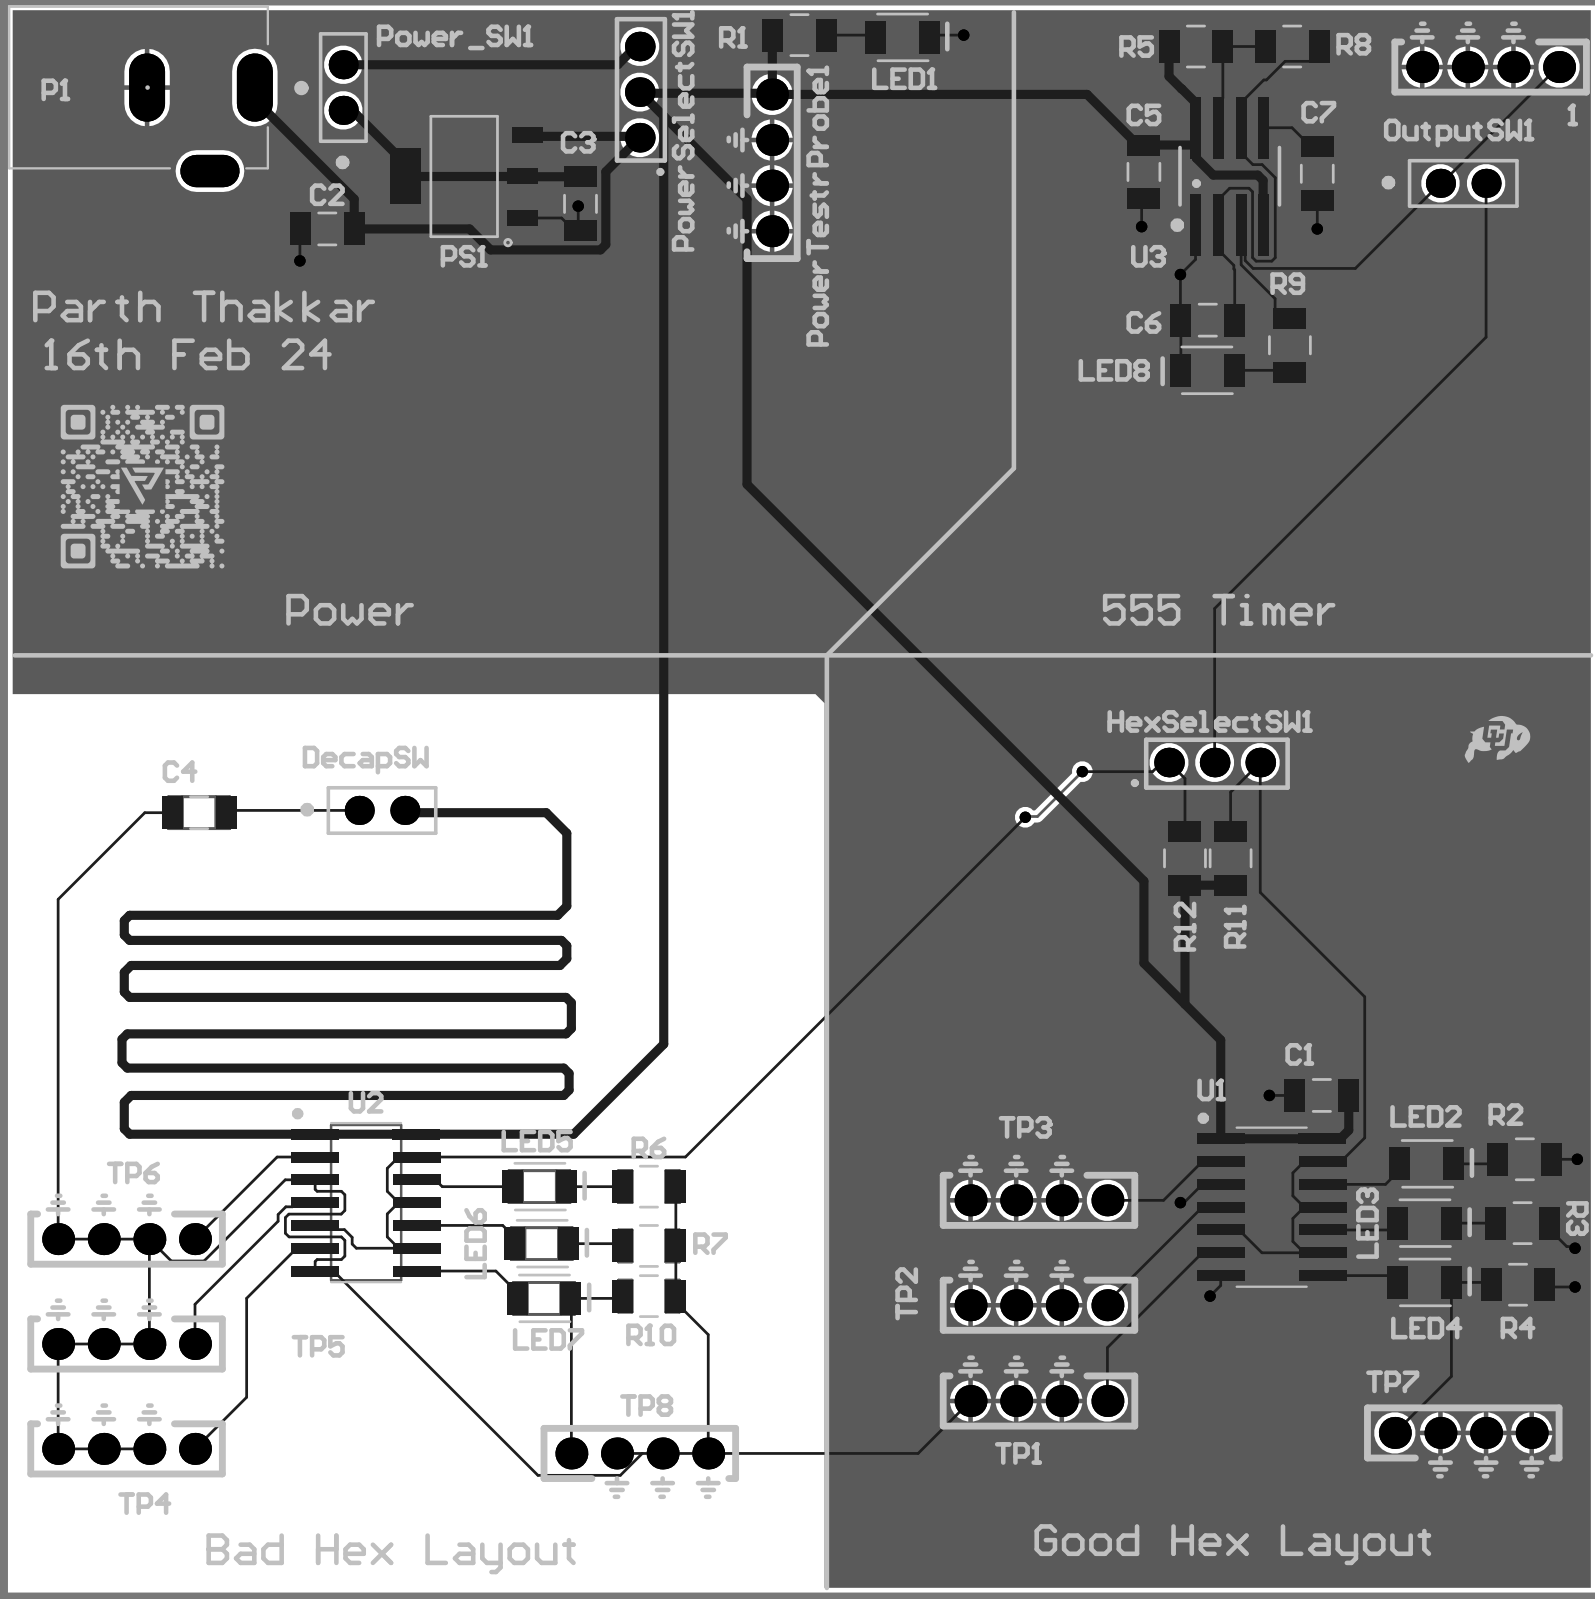 Power_SW1
P1
PowerSelectSW1
R1
LED1
PowerTestrProbe1
R5
R8
C5
C7
1
OutputSW1
C3
C2
PS1
U3
R9
C6
LED8
Parth Thakkar
16th Feb 24
Power
555 Timer
HexSelectSW1
DecapSW
C4
R12
R11
C1
U1
U2
LED5
R6
TP6
TP3
LED2
R2
LED3
R3
LED6
R7
TP2
LED4
R4
TP5
LED7
R10
TP7
TP8
TP1
TP4
Bad Hex Layout
Good Hex Layout